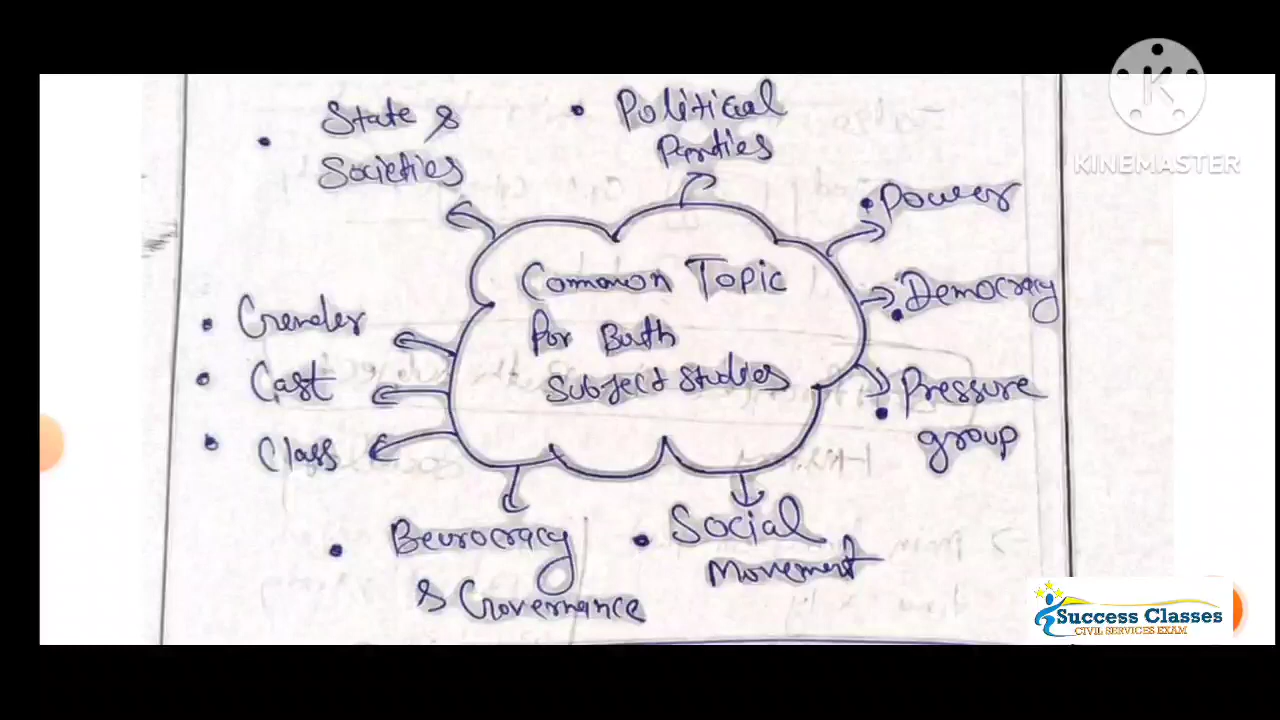 State &
Societies
Political
Parties
Power
Democracy
Pressure
group
Common Topic
For Both
Subject Studies
Gender
Cast
Class
Beurocracy
& Governance
Social
Movement
K
KINEMASTER
Success Classes
CIVIL SERVICES EXAM